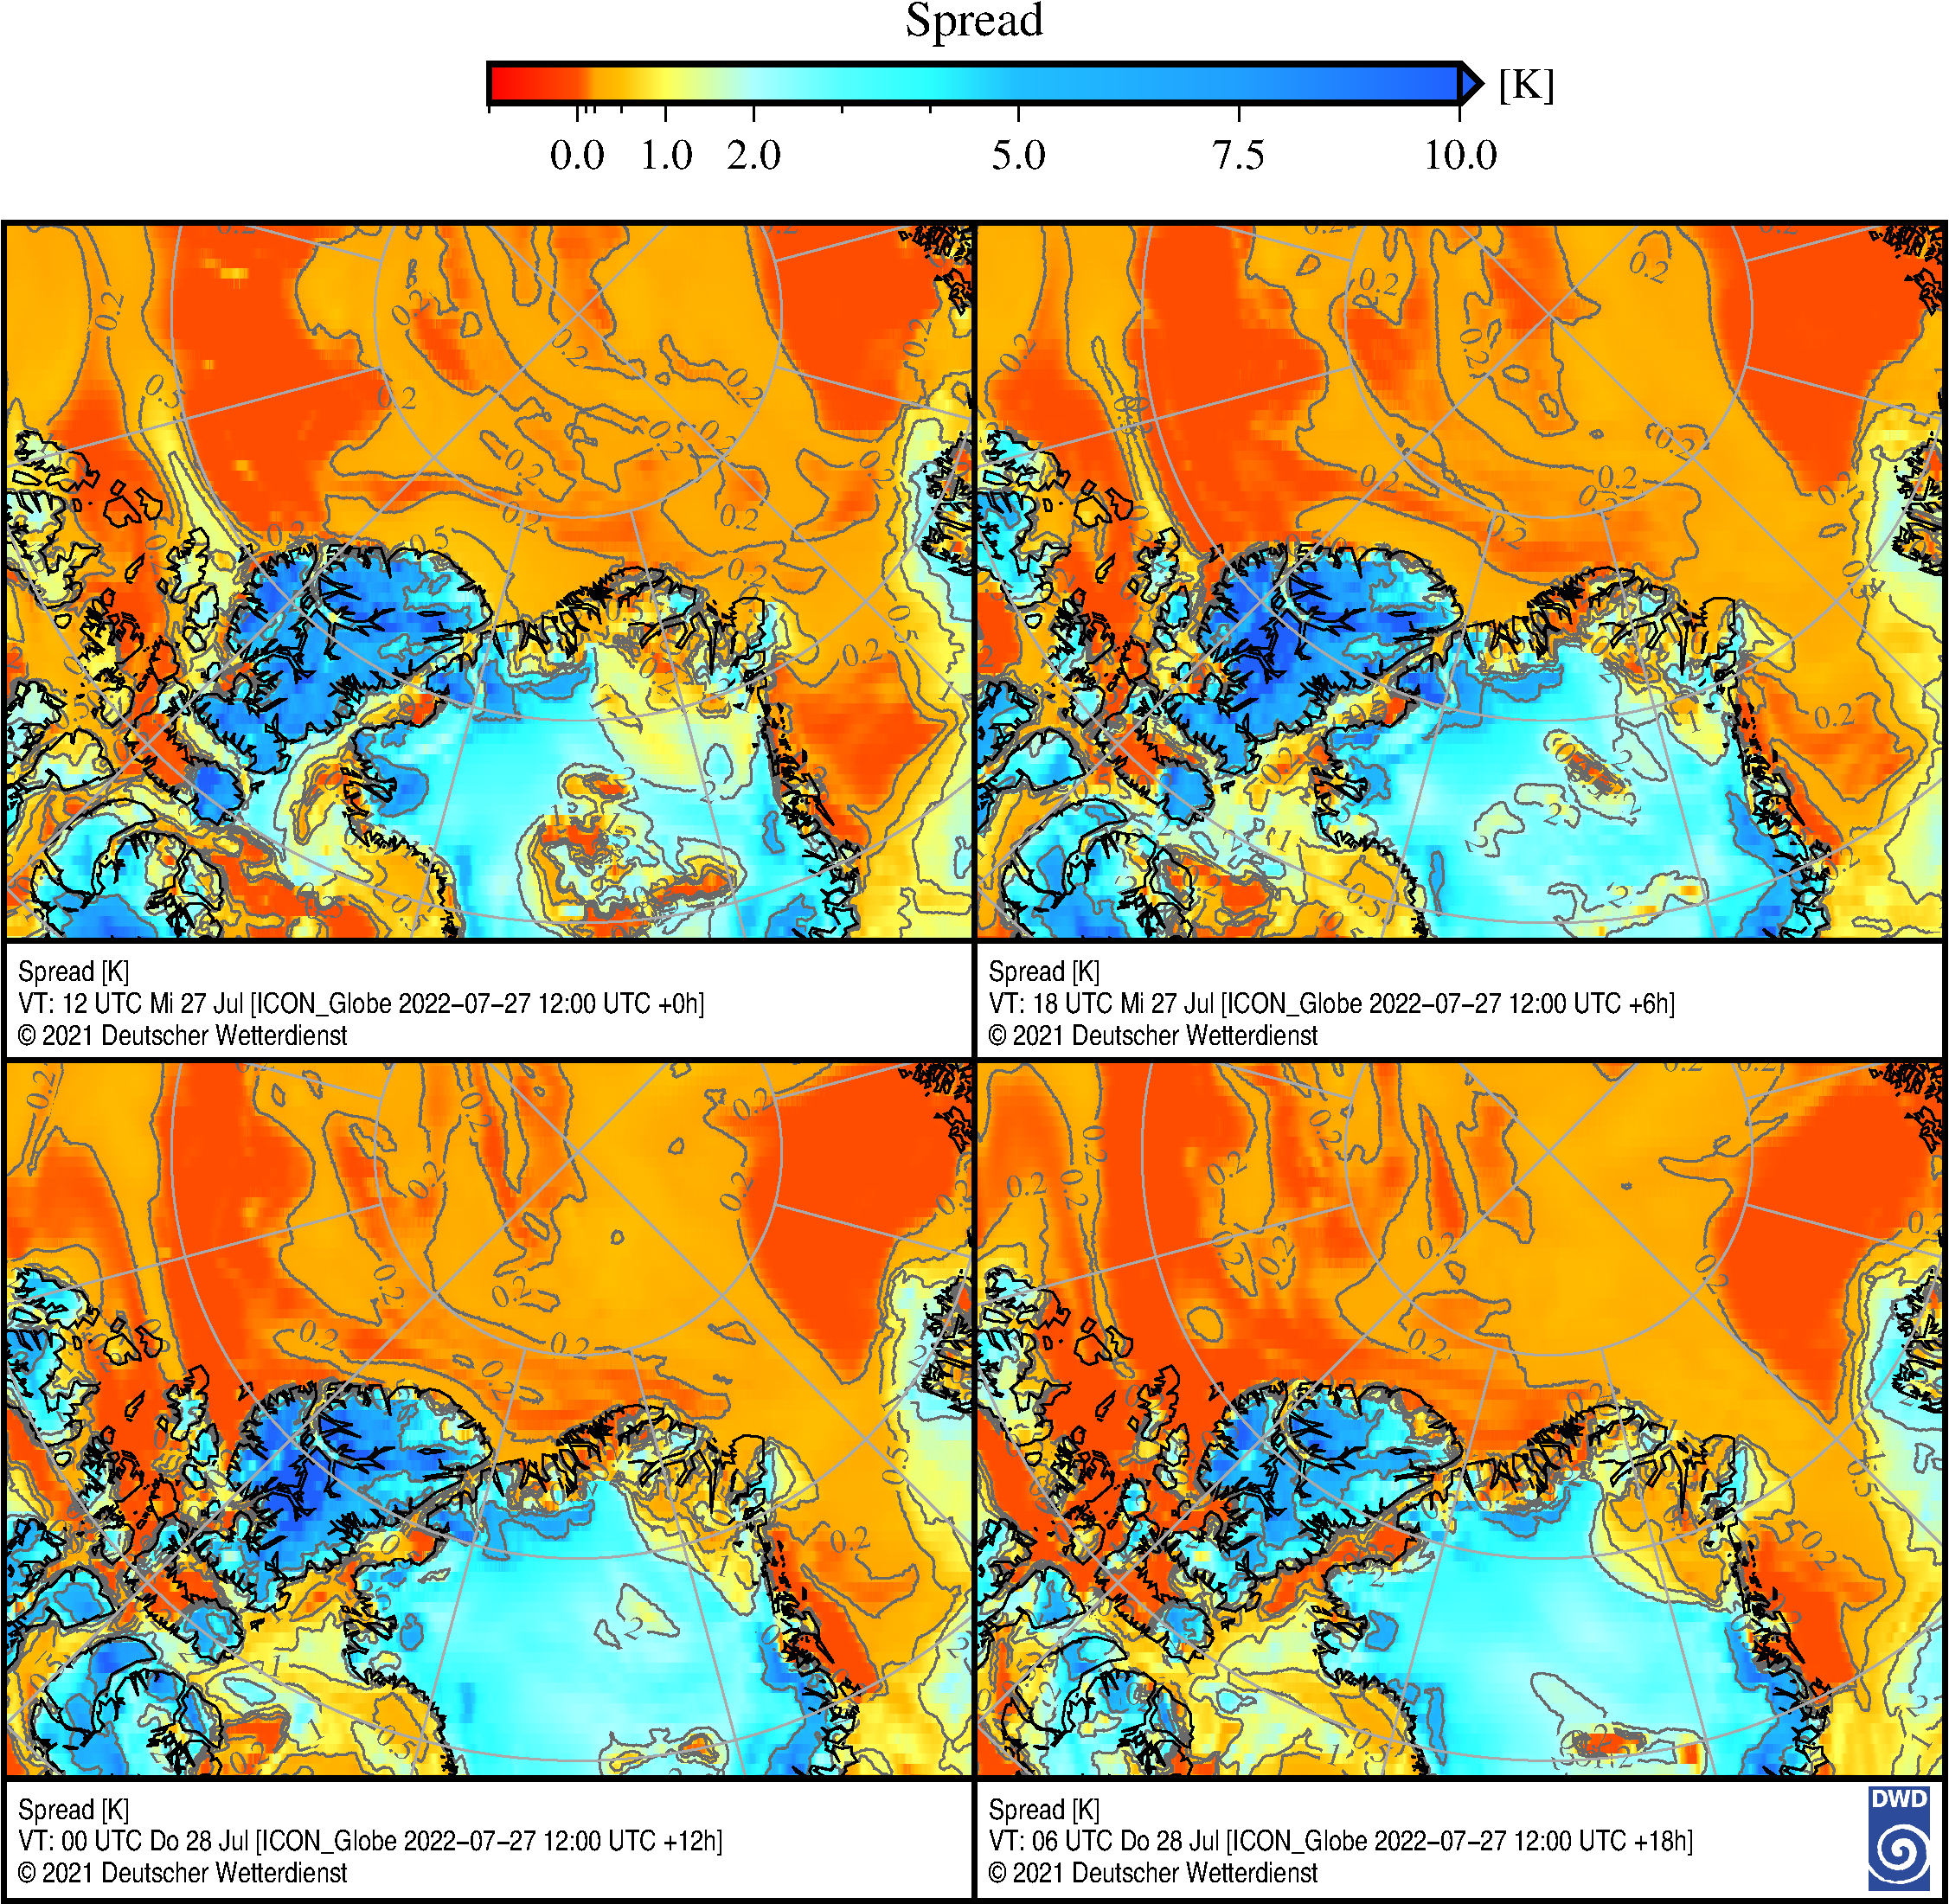 Spread
[K]
0.0 1.0 2.0 5.0 7.5 10.0
Spread [K]
VT: 12 UTC Mi 27 Jul [ICON_Globe 2022−07−27 12:00 UTC +0h]
© 2021 Deutscher Wetterdienst
Spread [K]
VT: 18 UTC Mi 27 Jul [ICON_Globe 2022−07−27 12:00 UTC +6h]
© 2021 Deutscher Wetterdienst
Spread [K]
VT: 00 UTC Do 28 Jul [ICON_Globe 2022−07−27 12:00 UTC +12h]
© 2021 Deutscher Wetterdienst
Spread [K]
VT: 06 UTC Do 28 Jul [ICON_Globe 2022−07−27 12:00 UTC +18h]
© 2021 Deutscher Wetterdienst
DWD